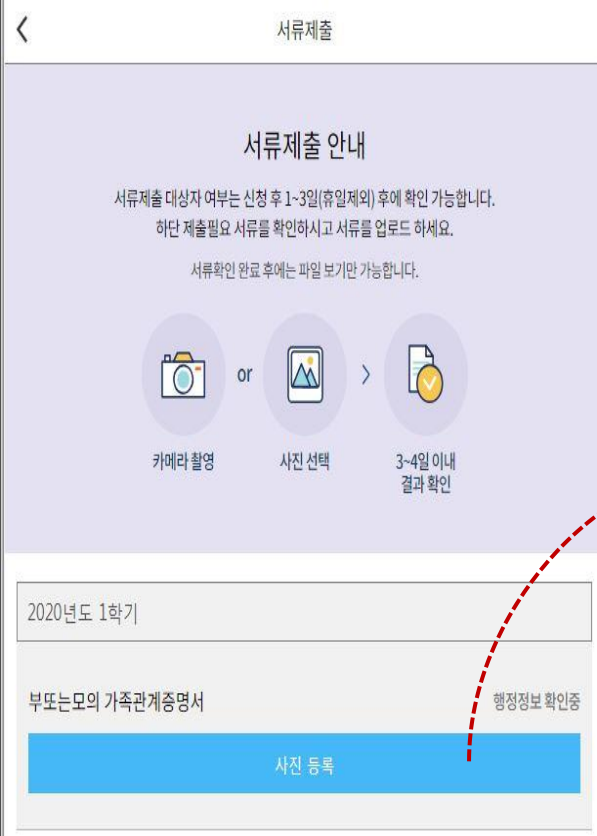 서류제출
서류제출 안내
서류제출 대상자 여부는 신청 후 1~3일(휴일제외) 후에 확인 가능합니다.
하단 제출필요 서류를 확인하시고 서류를 업로드 하세요.
서류확인 완료 후에는 파일 보기만 가능합니다.
or
카메라 촬영
사진 선택
3~4일 이내
결과 확인
2020년도 1학기
부또는모의 가족관계증명서 행정정보 확인중
사진 등록